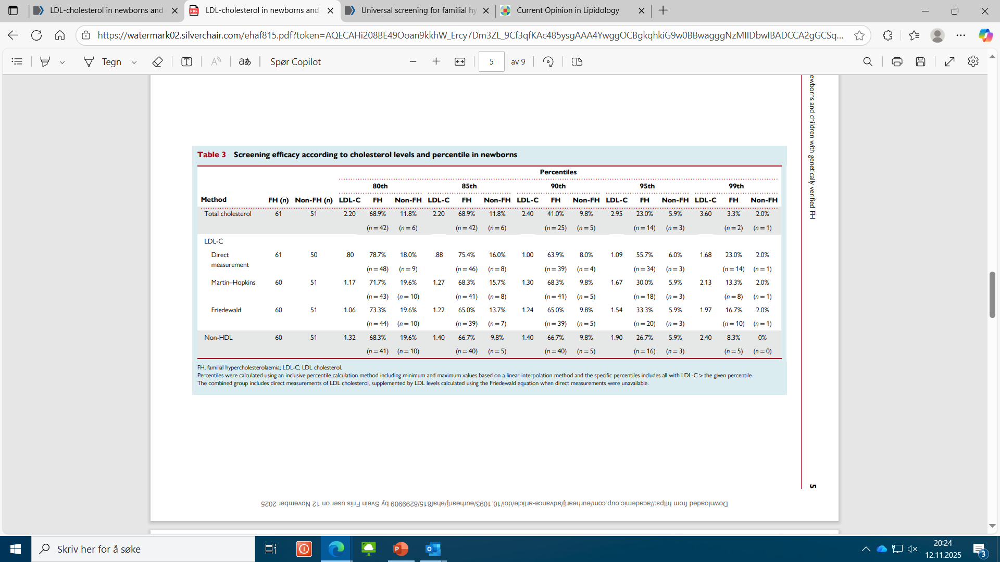 LDL-cholesterol in newborns and
LDL-cholesterol in newborns and
Universal screening for familial hy
Current Opinion in Lipidology
https://watermark02.silverchair.com/ehaf815.pdf?token=AQECAHi208BE49Ooan9kkhW_Ercy7Dm3ZL_9Cf3qfKAc485ysgAAA4YwggOCBgkqhkiG9w0BBwagggNzMIIDbwIBADCCA2gGCSq...
Tegn
T
A
aあ
Spør Copilot
5
av 9
ewborns and children with genetically verified FH
Table 3 Screening efficacy according to cholesterol levels and percentile in newborns
Percentiles
80th 85th 90th 95th 99th
Method FH (n) Non-FH (n) LDL-C FH Non-FH LDL-C FH Non-FH LDL-C FH Non-FH LDL-C FH Non-FH LDL-C FH Non-FH
Total cholesterol 61 51 2.20 68.9% 11.8% 2.20 68.9% 11.8% 2.40 41.0% 9.8% 2.95 23.0% 5.9% 3.60 3.3% 2.0%
(n = 42) (n = 6) (n = 42) (n = 6) (n = 25) (n = 5) (n = 14) (n = 3) (n = 2) (n = 1)
LDL-C
Direct 61 50 .80 78.7% 18.0% .88 75.4% 16.0% 1.00 63.9% 8.0% 1.09 55.7% 6.0% 1.68 23.0% 2.0%
measurement (n = 48) (n = 9) (n = 46) (n = 8) (n = 39) (n = 4) (n = 34) (n = 3) (n = 14) (n = 1)
Martin–Hopkins 60 51 1.17 71.7% 19.6% 1.27 68.3% 15.7% 1.30 68.3% 9.8% 1.67 30.0% 5.9% 2.13 13.3% 2.0%
(n = 43) (n = 10) (n = 41) (n = 8) (n = 41) (n = 5) (n = 18) (n = 3) (n = 8) (n = 1)
Friedewald 60 51 1.06 73.3% 19.6% 1.22 65.0% 13.7% 1.24 65.0% 9.8% 1.54 33.3% 5.9% 1.97 16.7% 2.0%
(n = 44) (n = 10) (n = 39) (n = 7) (n = 39) (n = 5) (n = 20) (n = 3) (n = 10) (n = 1)
Non-HDL 60 51 1.32 68.3% 19.6% 1.40 66.7% 9.8% 1.40 66.7% 9.8% 1.90 26.7% 5.9% 2.40 8.3% 0%
(n = 41) (n = 10) (n = 40) (n = 5) (n = 40) (n = 5) (n = 16) (n = 3) (n = 5) (n = 0)
FH, familial hypercholesterolaemia; LDL-C; LDL cholesterol.
Percentiles were calculated using an inclusive percentile calculation method including minimum and maximum values based on a linear interpolation method and the specific percentiles includes all with LDL-C > the given percentile.
The combined group includes direct measurements of LDL cholesterol, supplemented by LDL levels calculated using the Friedewald equation when direct measurements were unavailable.
5
Downloaded from https://academic.oup.com/eurheartj/advance-article/doi/10.1093/eurheartj/ehaf815/8299909 by Svein Friis user on 12 November 2025
Skriv her for å søke
20:24
12.11.2025
3